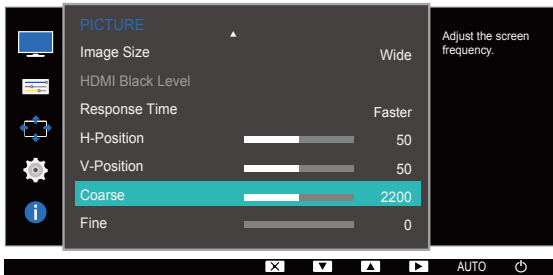 PICTURE
Adjust the screen
frequency.
Image Size Wide
HDMI Black Level
Response Time Faster
H-Position 50
V-Position 50
Coarse 2200
Fine 0
AUTO